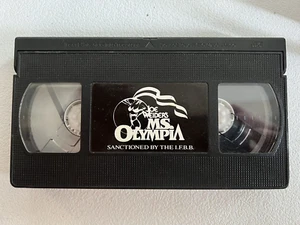 JOE
WEIDER'S
MS.
OLYMPIA
SANCTIONED BY THE I.F.B.B.